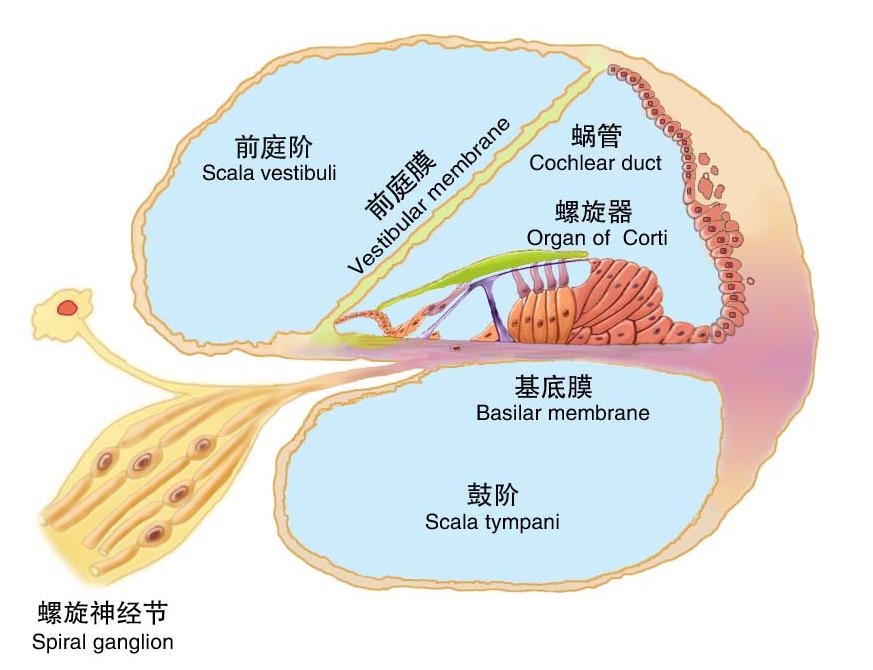 前庭阶
Scala vestibuli
前庭膜
Vestibular membrane
蜗管
Cochlear duct
螺旋器
Organ of Corti
基底膜
Basilar membrane
鼓阶
Scala tympani
螺旋神经节
Spiral ganglion